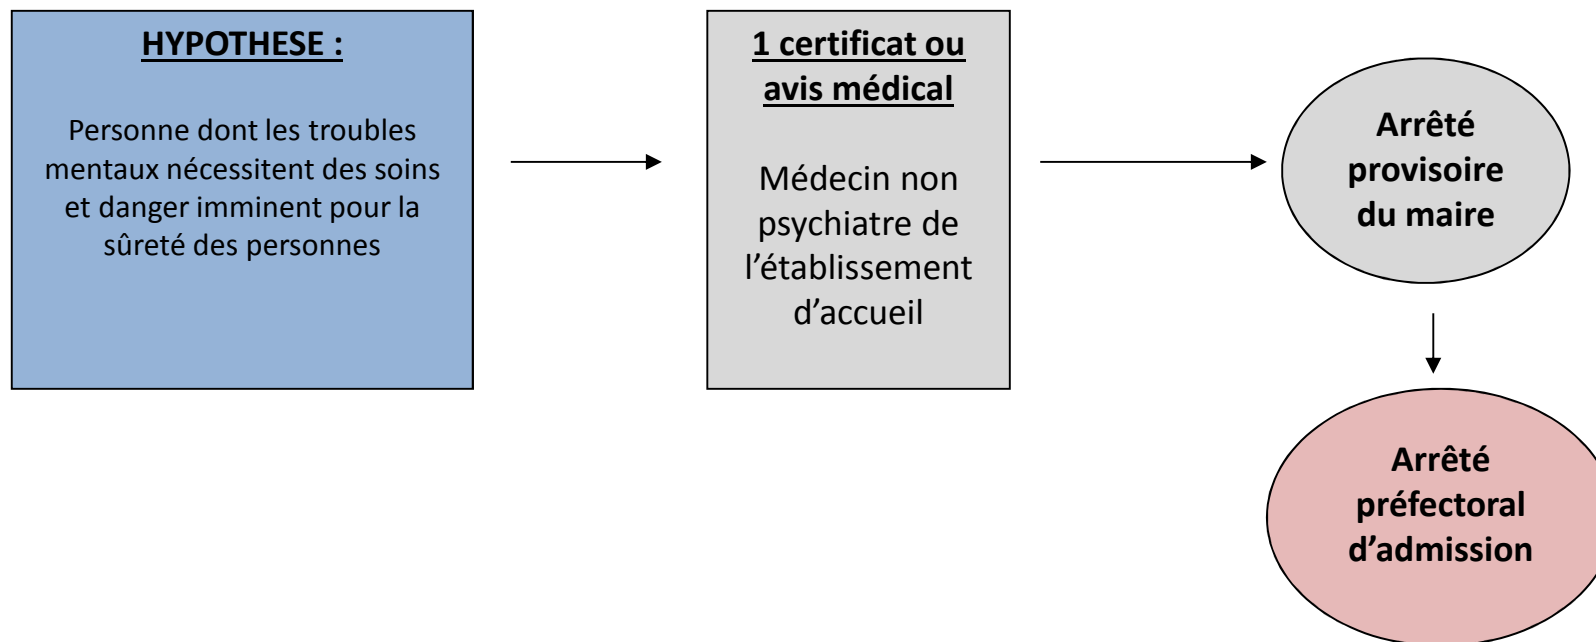 HYPOTHESE :
Personne dont les troubles
mentaux nécessitent des soins
et danger imminent pour la
sûreté des personnes
1 certificat ou
avis médical
Médecin non
psychiatre de
l’établissement
d’accueil
Arrêté
provisoire
du maire
Arrêté
préfectoral
d’admission